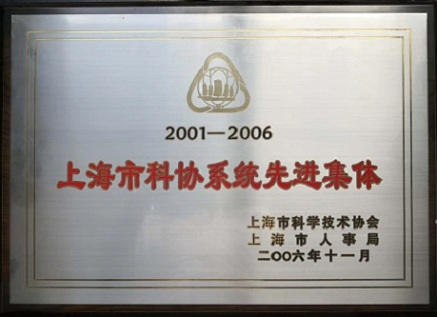 2001—2006
上海市科协系统先进集体
上海市科学技术协会
上海市人事局
二〇〇六年十一月